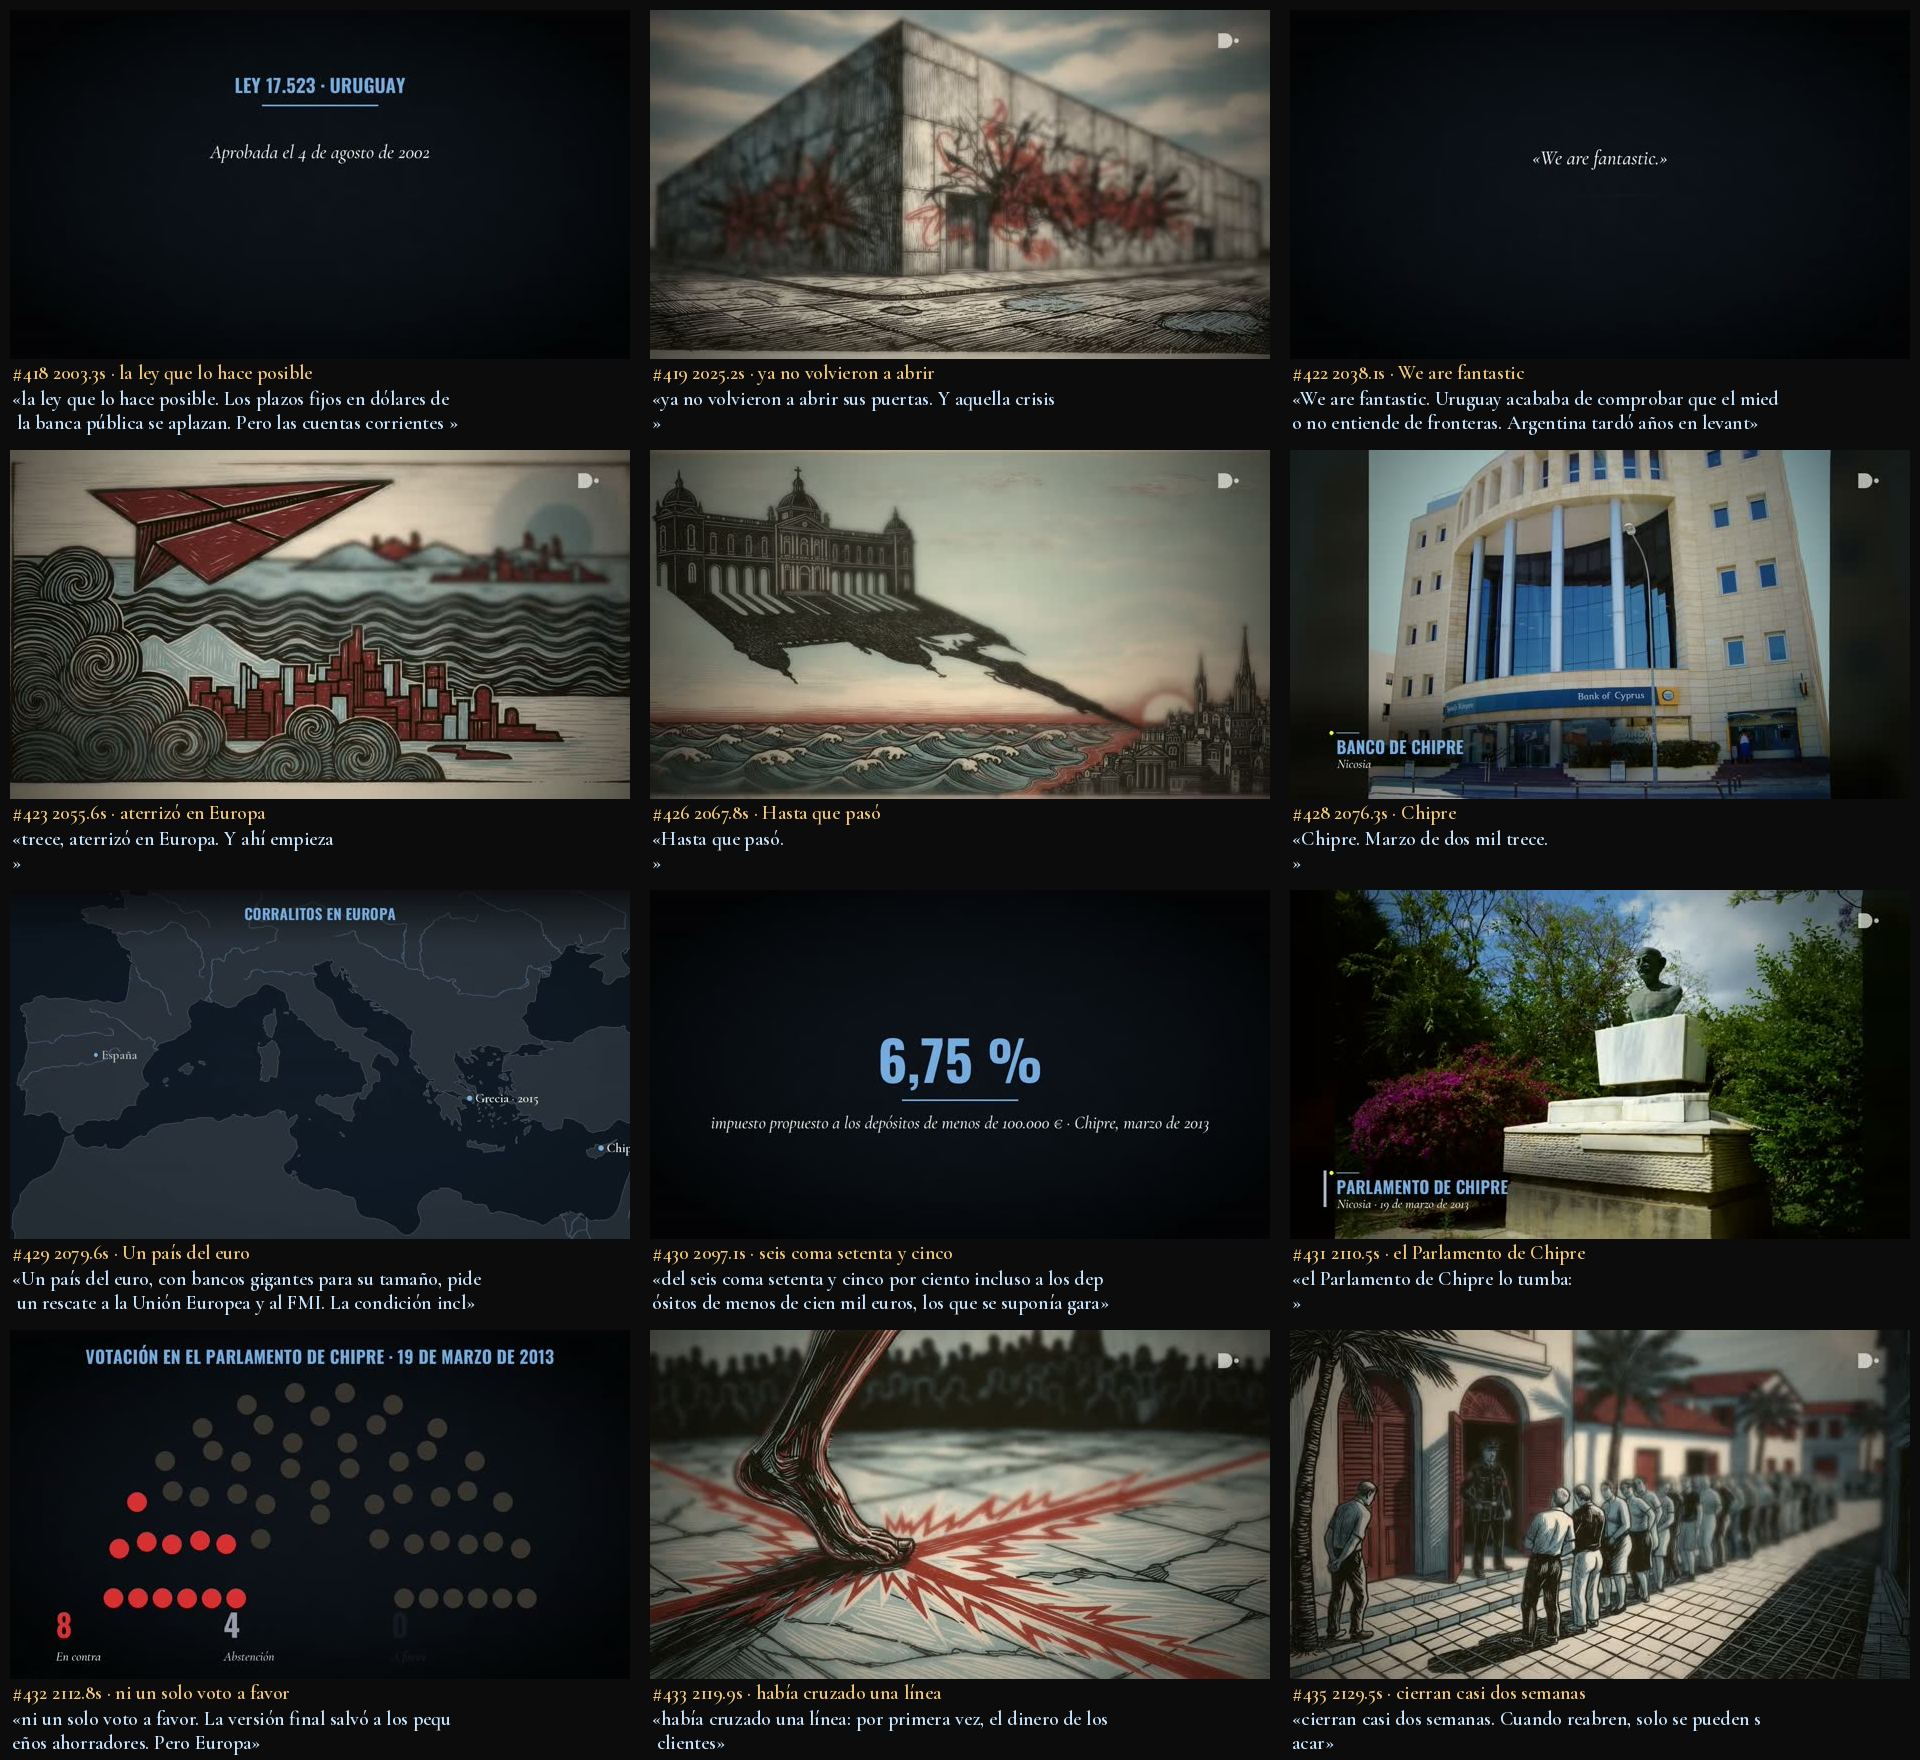 LEY 17.523 · URUGUAY
Aprobada el 4 de agosto de 2002
#418 2003.3s · la ley que lo hace posible
«la ley que lo hace posible. Los plazos fijos en dólares de
la banca pública se aplazan. Pero las cuentas corrientes »
#419 2025.2s · ya no volvieron a abrir
«ya no volvieron a abrir sus puertas. Y aquella crisis
»
«We are fantastic.»
#422 2038.1s · We are fantastic
«We are fantastic. Uruguay acababa de comprobar que el mied
o no entiende de fronteras. Argentina tardó años en levant»
#423 2055.6s · aterrizó en Europa
«trece, aterrizó en Europa. Y ahí empieza
»
#426 2067.8s · Hasta que pasó
«Hasta que pasó.
»
Bank of Cyprus
BANCO DE CHIPRE
Nicosia
#428 2076.3s · Chipre
«Chipre. Marzo de dos mil trece.
»
CORRALITOS EN EUROPA
España
Grecia · 2015
Chip
#429 2079.6s · Un país del euro
«Un país del euro, con bancos gigantes para su tamaño, pide
un rescate a la Unión Europea y al FMI. La condición incl»
6,75 %
impuesto propuesto a los depósitos de menos de 100.000 € · Chipre, marzo de 2013
#430 2097.1s · seis coma setenta y cinco
«del seis coma setenta y cinco por ciento incluso a los dep
ósitos de menos de cien mil euros, los que se suponía gara»
PARLAMENTO DE CHIPRE
Nicosia · 19 de marzo de 2013
#431 2110.5s · el Parlamento de Chipre
«el Parlamento de Chipre lo tumba:
»
VOTACIÓN EN EL PARLAMENTO DE CHIPRE · 19 DE MARZO DE 2013
8
4
0
En contra
Abstención
A favor
#432 2112.8s · ni un solo voto a favor
«ni un solo voto a favor. La versión final salvó a los pequ
eños ahorradores. Pero Europa»
#433 2119.9s · había cruzado una línea
«había cruzado una línea: por primera vez, el dinero de los
clientes»
#435 2129.5s · cierran casi dos semanas
«cierran casi dos semanas. Cuando reabren, solo se pueden s
acar»